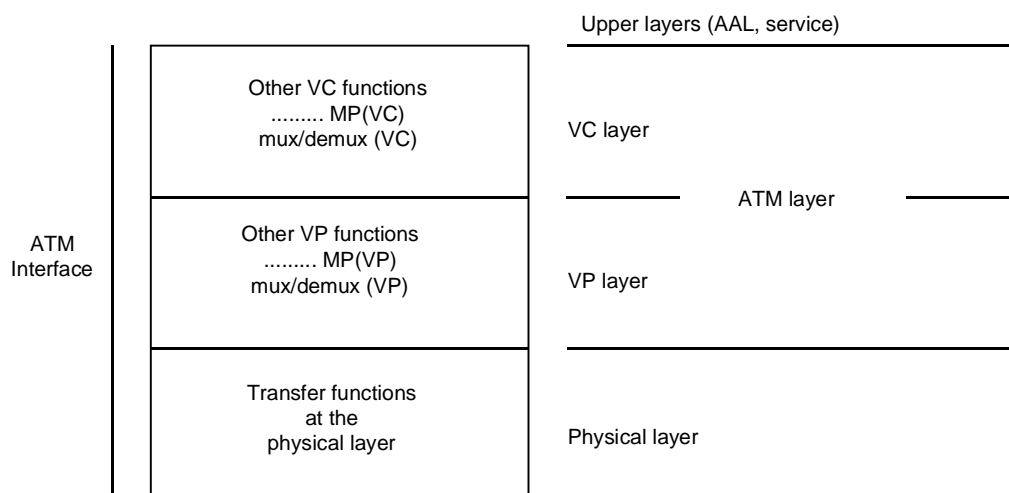 Upper layers (AAL, service)
Other VC functions
......... MP(VC)
mux/demux (VC)
VC layer
ATM layer
ATM
Interface
Other VP functions
......... MP(VP)
mux/demux (VP)
VP layer
Transfer functions
at the
physical layer
Physical layer